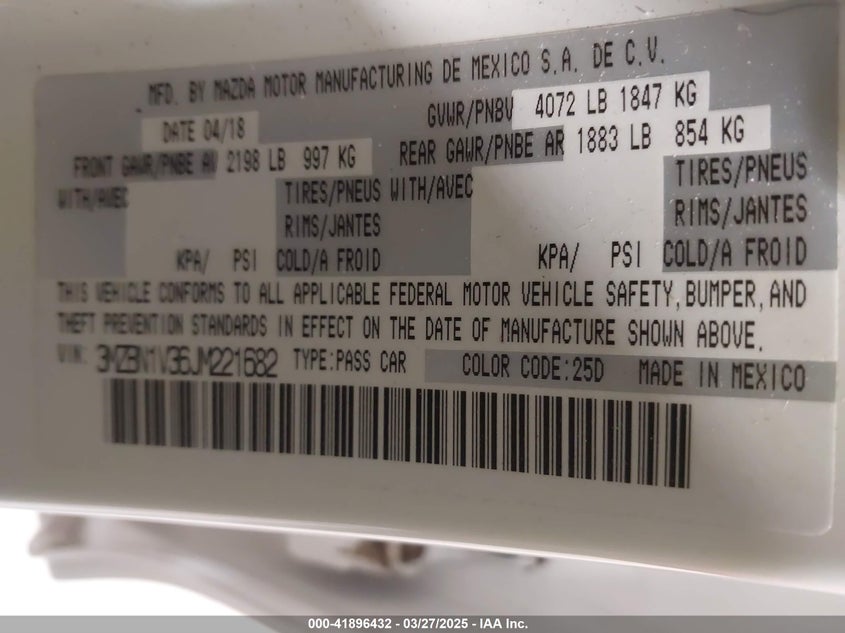 MFD. BY MAZDA MOTOR MANUFACTURING DE MEXICO S.A. DE C.V.
DATE 04/18 GVWR/PNBV 4072 LB 1847 KG
FRONT GAWR/PNBE AV 2198 LB 997 KG REAR GAWR/PNBE AR 1883 LB 854 KG
WITH/AVEC TIRES/PNEUS WITH/AVEC TIRES/PNEUS
RIMS/JANTES RIMS/JANTES
KPA/ PSI COLD/A FROID KPA/ PSI COLD/A FROID
THIS VEHICLE CONFORMS TO ALL APPLICABLE FEDERAL MOTOR VEHICLE SAFETY, BUMPER, AND
THEFT PREVENTION STANDARDS IN EFFECT ON THE DATE OF MANUFACTURE SHOWN ABOVE.
VIN: 3MZBN1V36JM221682 TYPE:PASS CAR COLOR CODE:25D MADE IN MEXICO
000-41896432 - 03/27/2025 - IAA Inc.